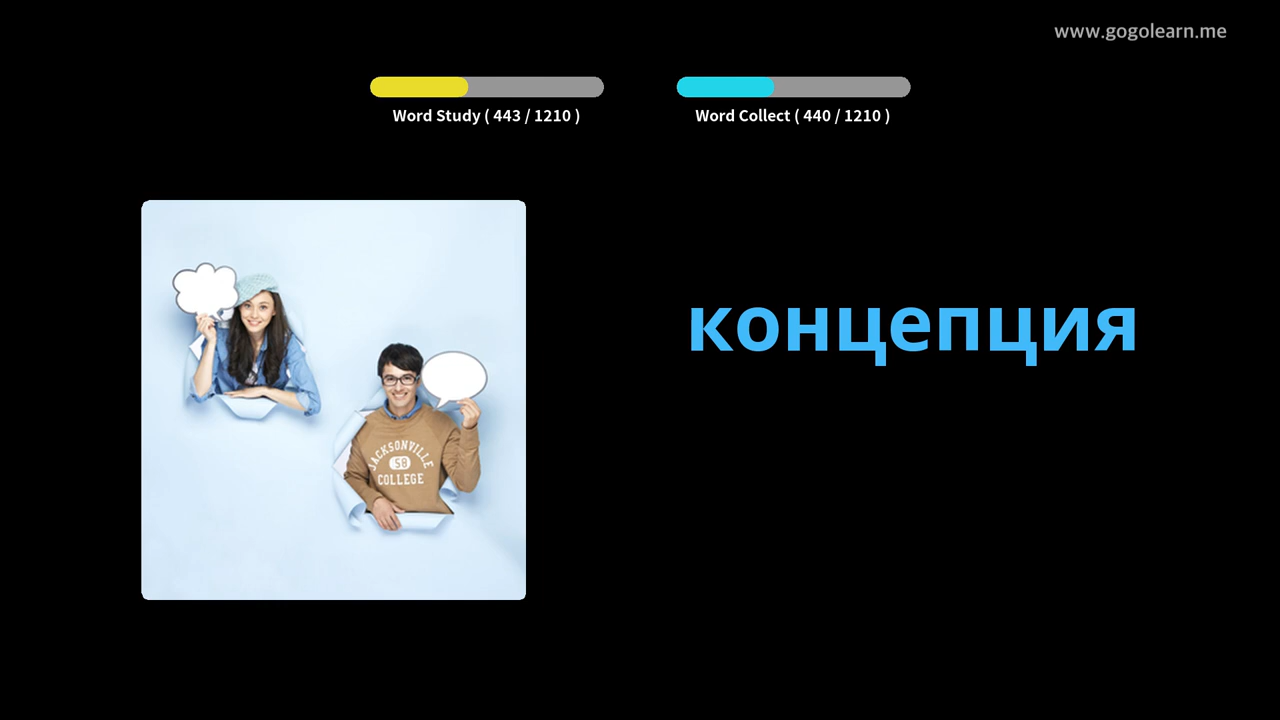 www.gogolearn.me
Word Study ( 443 / 1210 )
Word Collect ( 440 / 1210 )
концепция
JACKSONVILLE
58
COLLEGE